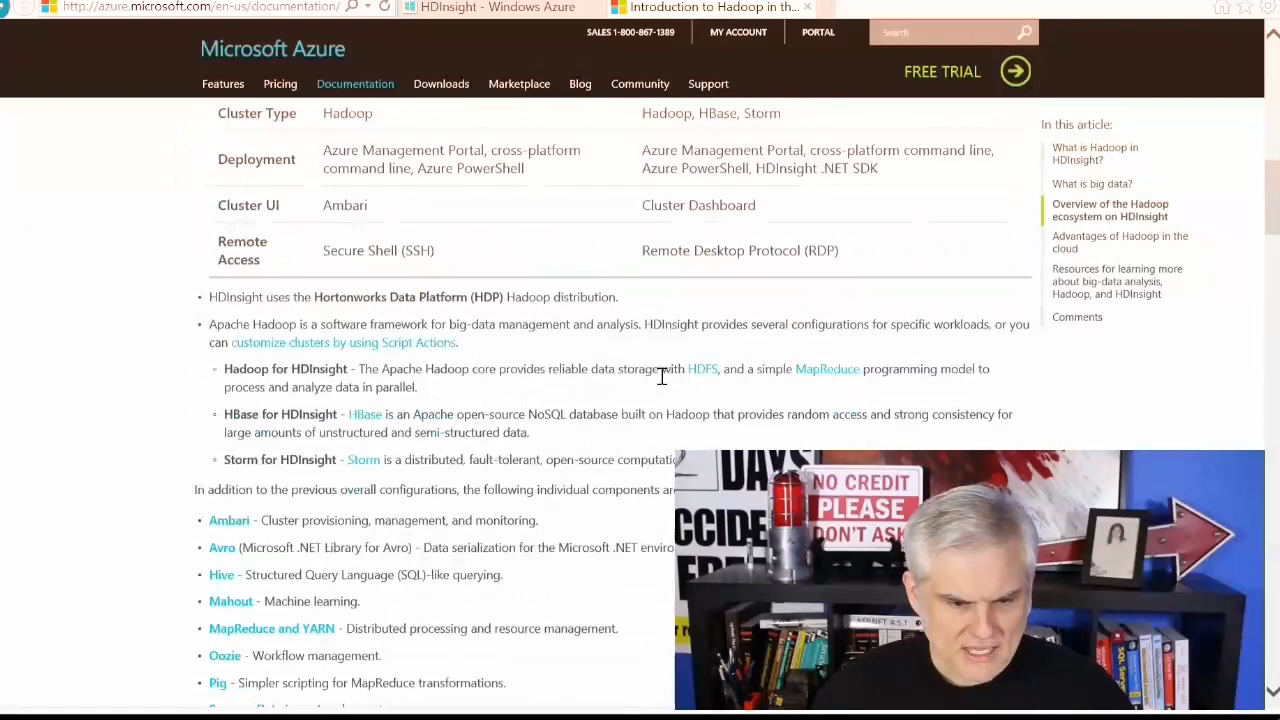 http://azure.microsoft.com/en-us/documentation/
HDInsight - Windows Azure
Introduction to Hadoop in th...
SALES 1-800-867-1389
MY ACCOUNT
PORTAL
Search
Microsoft Azure
FREE TRIAL
Features
Pricing
Documentation
Downloads
Marketplace
Blog
Community
Support
Cluster Type Hadoop Hadoop, HBase, Storm
Deployment
Azure Management Portal, cross-platform
command line, Azure PowerShell
Azure Management Portal, cross-platform command line,
Azure PowerShell, HDInsight .NET SDK
Cluster UI Ambari Cluster Dashboard
Remote
Access
Secure Shell (SSH)
Remote Desktop Protocol (RDP)
• HDInsight uses the Hortonworks Data Platform (HDP) Hadoop distribution.
• Apache Hadoop is a software framework for big-data management and analysis. HDInsight provides several configurations for specific workloads, or you
can customize clusters by using Script Actions.
◦ Hadoop for HDInsight - The Apache Hadoop core provides reliable data storage with HDFS, and a simple MapReduce programming model to
process and analyze data in parallel.
◦ HBase for HDInsight - HBase is an Apache open-source NoSQL database built on Hadoop that provides random access and strong consistency for
large amounts of unstructured and semi-structured data.
◦ Storm for HDInsight - Storm is a distributed, fault-tolerant, open-source
In addition to the previous overall configurations, the following individual components
• Ambari - Cluster provisioning, management, and monitoring.
• Avro (Microsoft .NET Library for Avro) - Data serialization for the Microsoft .NET
• Hive - Structured Query Language (SQL)-like querying.
• Mahout - Machine learning.
• MapReduce and YARN - Distributed processing and resource management.
• Oozie - Workflow management.
• Pig - Simpler scripting for MapReduce transformations.
In this article:
What is Hadoop in
HDInsight?
What is big data?
Overview of the Hadoop
ecosystem on HDInsight
Advantages of Hadoop in the
cloud
Resources for learning more
about big-data analysis,
Hadoop, and HDInsight
Comments
DAYS
NO CREDIT
PLEASE
DON'T ASK